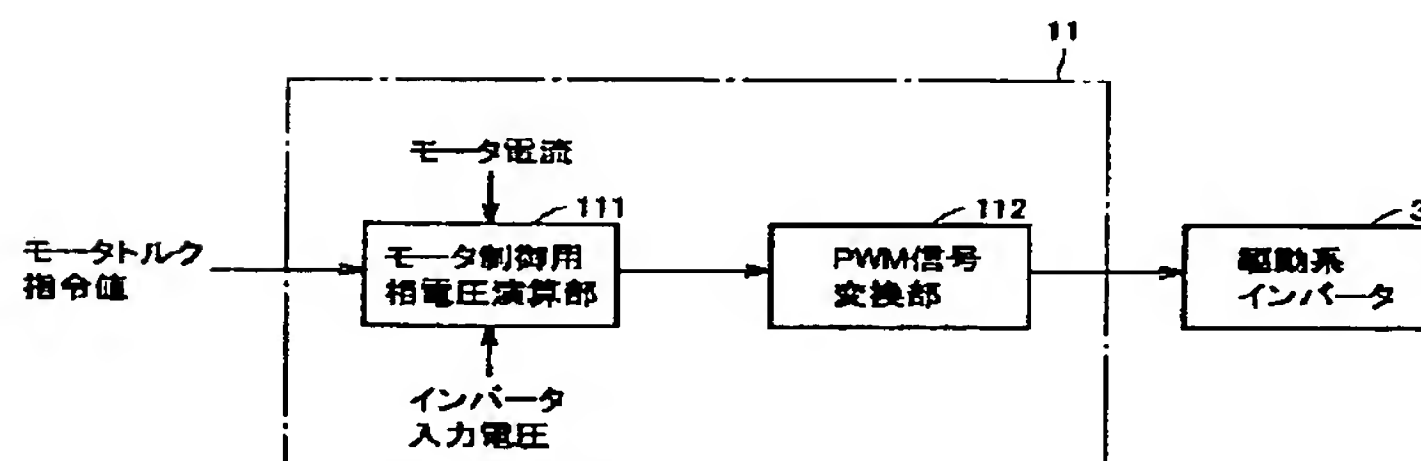 11
モータ電流
111
112
3
モータトルク
指令値
モータ制御用
相電圧演算部
PWM信号
変換部
駆動系
インバータ
インバータ
入力電圧